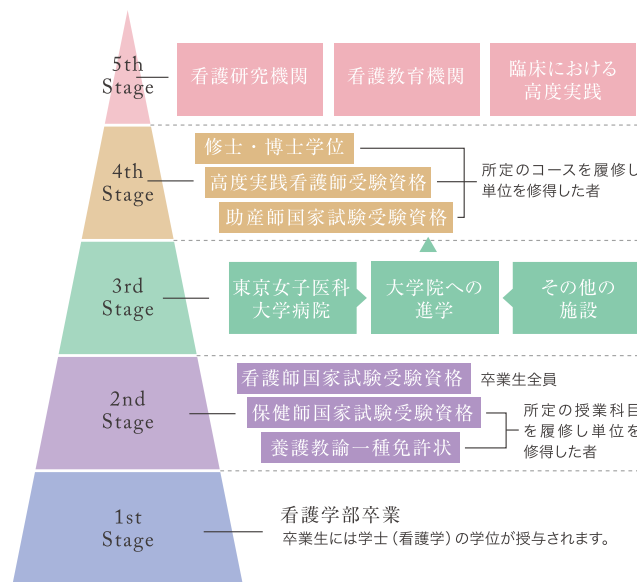 5th
Stage
看護研究機関
看護教育機関
臨床における
高度実践
4th
Stage
修士・博士学位
高度実践看護師受験資格
助産師国家試験受験資格
所定のコースを履修し
単位を修得した者
3rd
Stage
東京女子医科
大学病院
大学院への
進学
その他の
施設
2nd
Stage
看護師国家試験受験資格
卒業生全員
保健師国家試験受験資格
養護教諭一種免許状
所定の授業科目
を履修し単位を
修得した者
1st
Stage
看護学部卒業
卒業生には学士(看護学)の学位が授与されます。